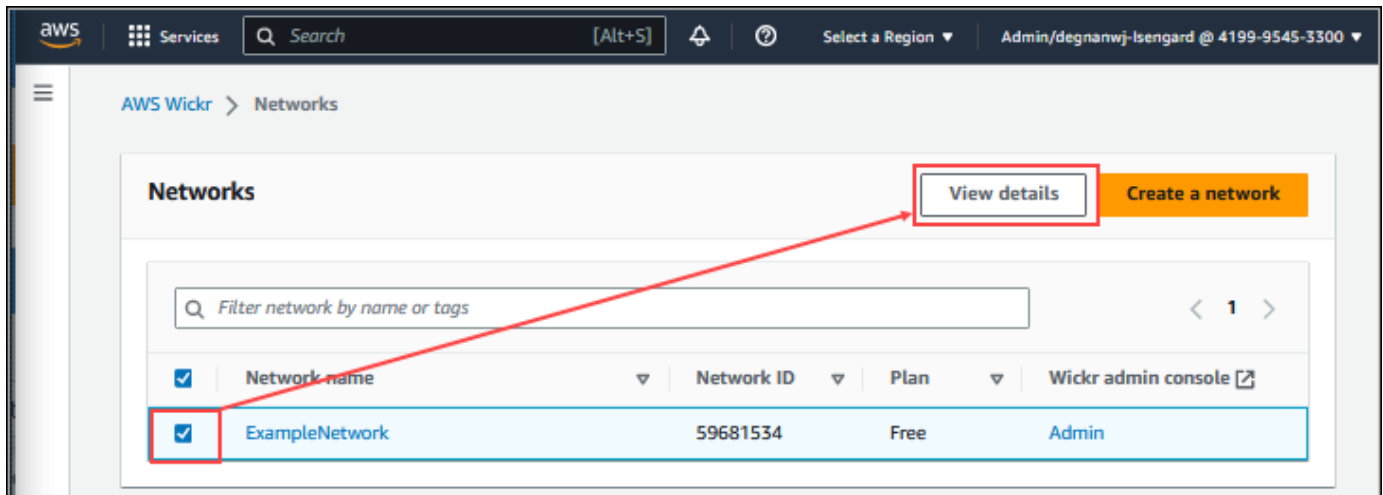 aws Services Search [Alt+S] Select a Region Admin/degnanwj-Isengard @ 4199-9545-3300
AWS Wickr > Networks
Networks View details Create a network
Filter network by name or tags < 1 >
Network name Network ID Plan Wickr admin console
ExampleNetwork 59681534 Free Admin